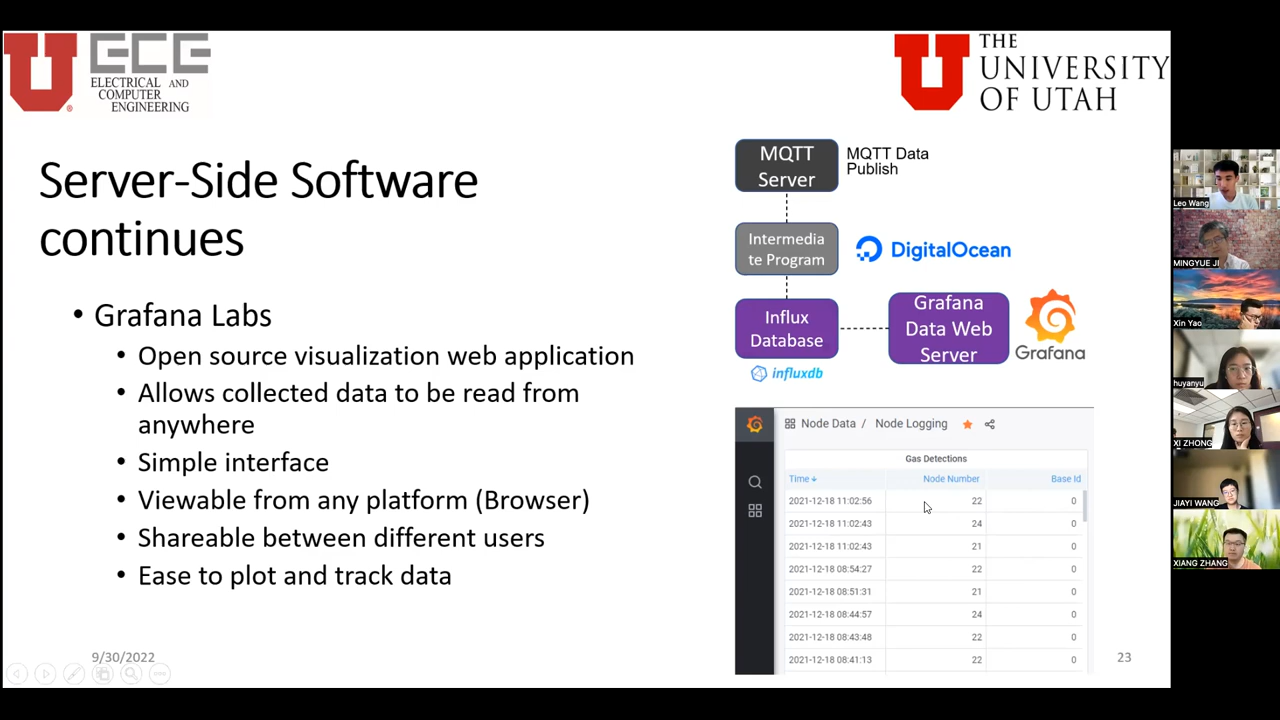 ECE
ELECTRICAL AND
COMPUTER
ENGINEERING
THE
UNIVERSITY
OF UTAH
Server-Side Software
continues
• Grafana Labs
• Open source visualization web application
• Allows collected data to be read from
anywhere
• Simple interface
• Viewable from any platform (Browser)
• Shareable between different users
• Ease to plot and track data
MQTT
Server
MQTT Data
Publish
Intermedia
te Program
DigitalOcean
Influx
Database
Grafana
Data Web
Server
Grafana
influxdb
Node Data / Node Logging
Gas Detections
Time Node Number Base Id
2021-12-18 11:02:56 22 0
2021-12-18 11:02:43 24 0
2021-12-18 11:02:43 21 0
2021-12-18 08:54:27 22 0
2021-12-18 08:51:31 21 0
2021-12-18 08:44:57 24 0
2021-12-18 08:43:48 22 0
2021-12-18 08:41:13 22 0
9/30/2022
23
Leo Wang
MINGYUE JI
Xin Yao
huyanyu
XI ZHONG
JIAYI WANG
XIANG ZHANG